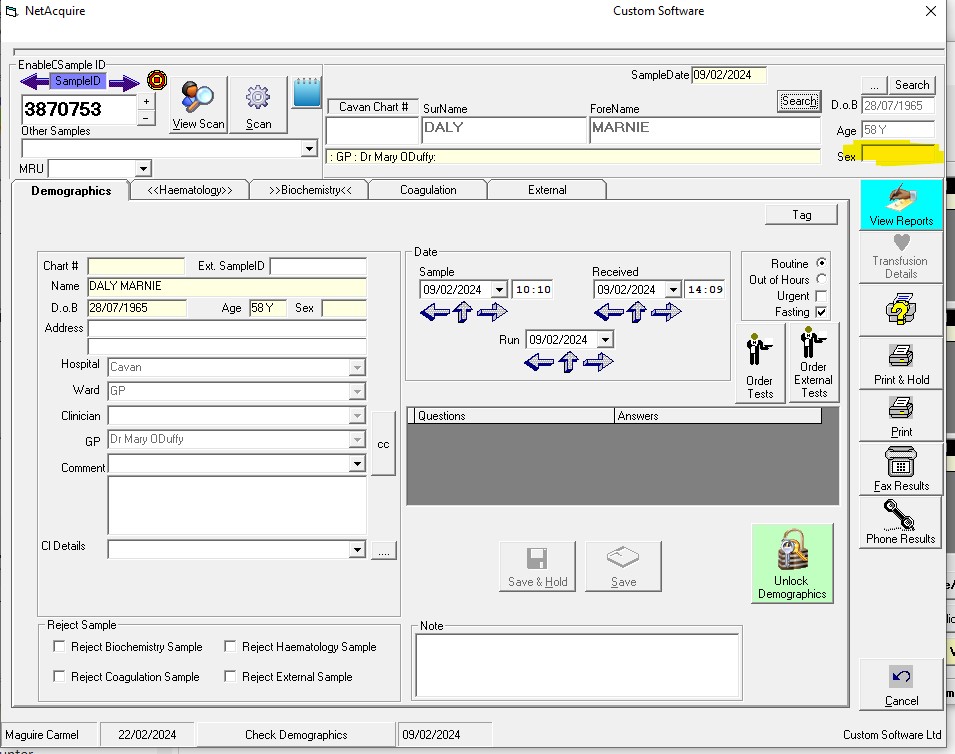 NetAcquire
Custom Software
EnableCSample ID
SampleID
3870753
+
-
View Scan
Scan
Other Samples
MRU
SampleDate 09/02/2024
... Search
Cavan Chart # SurName ForeName Search
DALY MARNIE
: GP : Dr Mary ODuffy:
D.o.B 28/07/1965
Age 58 Y
Sex
Demographics <<Haematology>> >>Biochemistry<< Coagulation External
Tag
Chart # Ext. SampleID
Name DALY MARNIE
D.o.B 28/07/1965 Age 58 Y Sex
Address
Hospital Cavan
Ward GP
Clinician
GP Dr Mary ODuffy
Comment
cc
Cl Details
....
Date
Sample Received
09/02/2024 10:10 09/02/2024 14:09
Run 09/02/2024
Routine
Out of Hours
Urgent
Fasting
Order
Tests
Order
External
Tests
Questions Answers
Save & Hold Save
Unlock
Demographics
Reject Sample
Reject Biochemistry Sample Reject Haematology Sample
Reject Coagulation Sample Reject External Sample
Note
View Reports
Transfusion
Details
Print & Hold
Print
Fax Results
Phone Results
Cancel
Maguire Carmel 22/02/2024 Check Demographics 09/02/2024 Custom Software Ltd